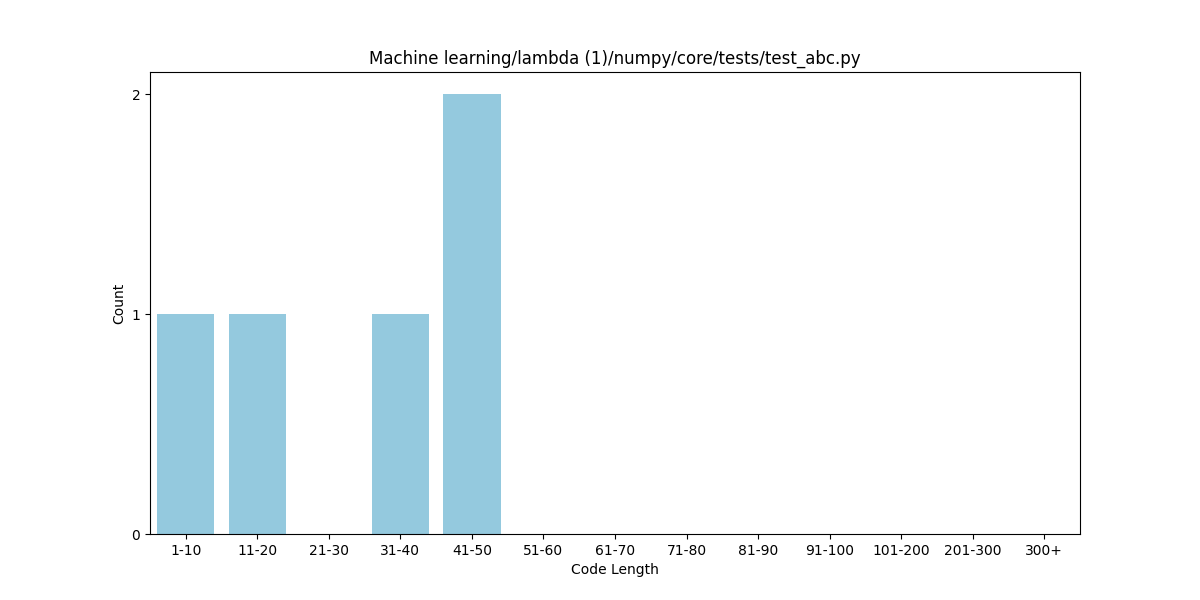 Machine learning/lambda (1)/numpy/core/tests/test_abc.py
2
1
0
Count
1-10 11-20 21-30 31-40 41-50 51-60 61-70 71-80 81-90 91-100 101-200 201-300 300+
Code Length